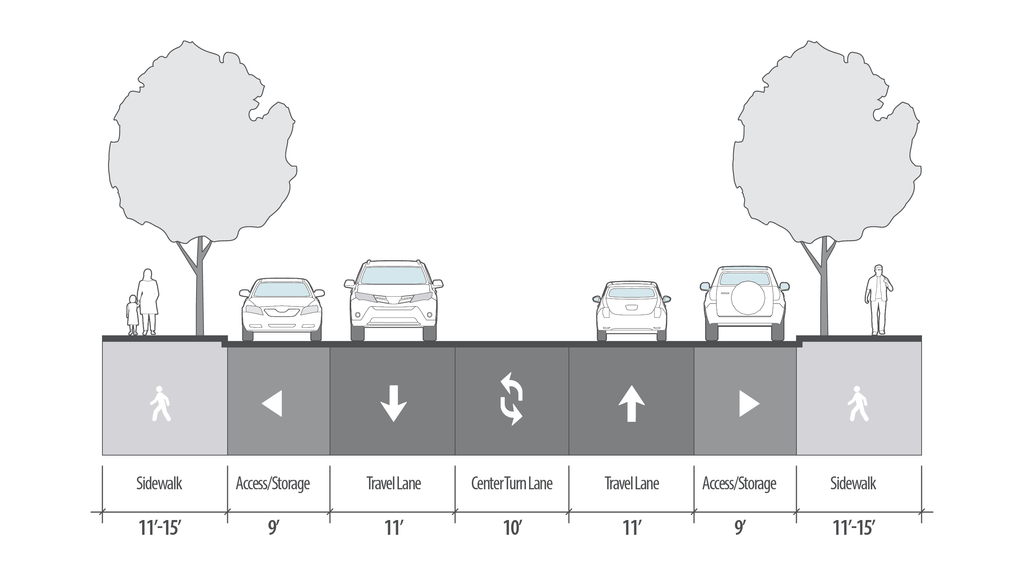 Sidewalk Access/Storage Travel Lane Center Turn Lane Travel Lane Access/Storage Sidewalk
11’-15’ 9’ 11’ 10’ 11’ 9’ 11’-15’